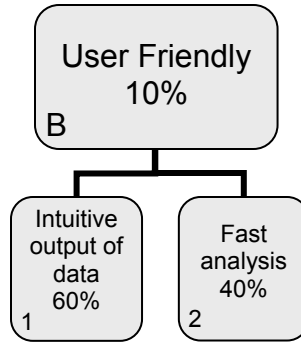 User Friendly
10%
B
Intuitive
output of
data
60%
1
Fast
analysis
40%
2